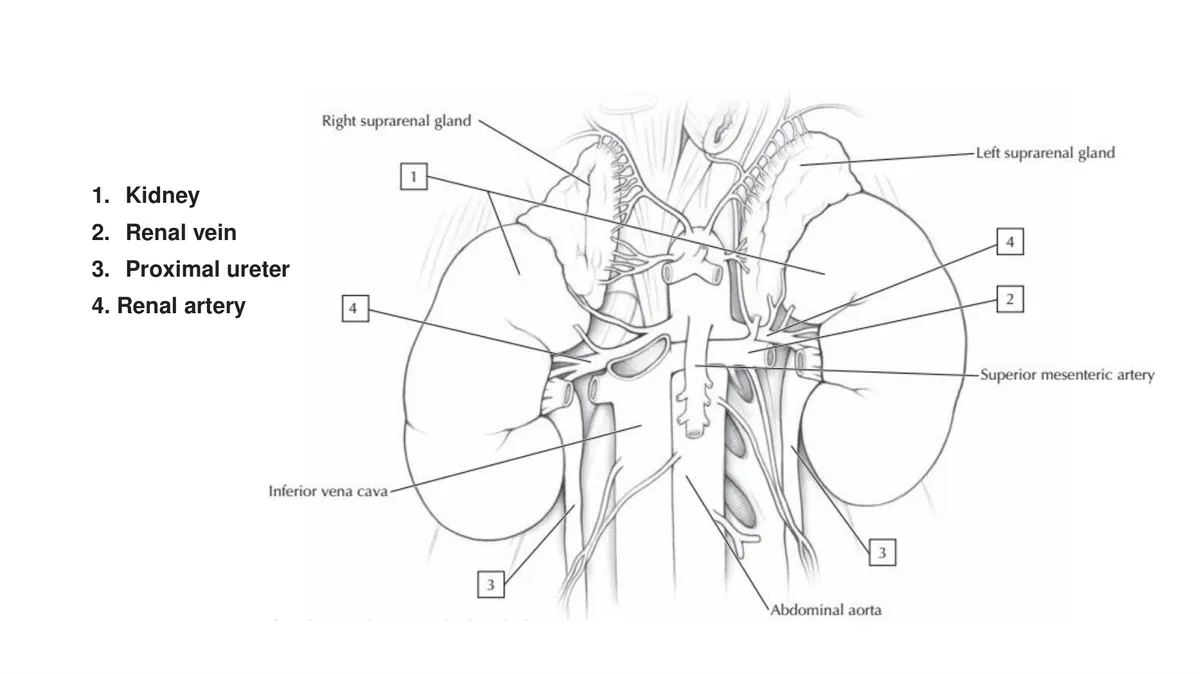 1. Kidney
2. Renal vein
3. Proximal ureter
4. Renal artery
Right suprarenal gland
Left suprarenal gland
1
4
4
2
Superior mesenteric artery
Inferior vena cava
3
3
Abdominal aorta